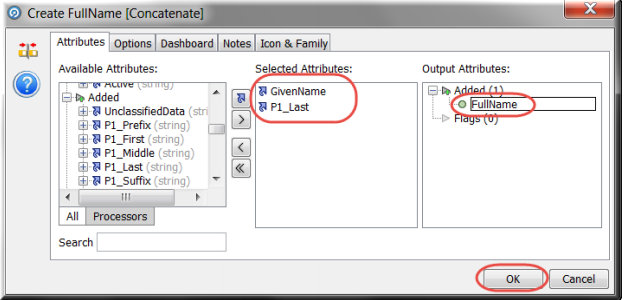 Create FullName [Concatenate]
Attributes Options Dashboard Notes Icon & Family
Available Attributes:
Selected Attributes:
Output Attributes:
Active (string)
Added
UnclassifiedData (stri
P1_Prefix (string)
P1_First (string)
P1_Middle (string)
P1_Last (string)
P1_Suffix (string)
All Processors
Search
GivenName
P1_Last
Added (1)
FullName
Flags (0)
OK Cancel